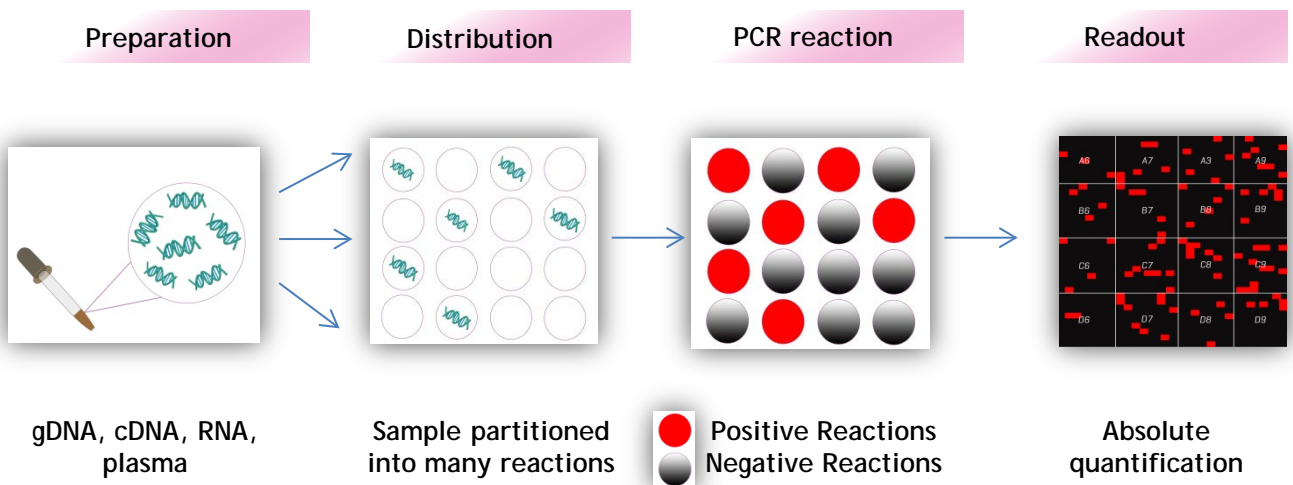 Preparation
Distribution
PCR reaction
Readout
A6 A7 A3 A9
B6 B7 B8 B9
C6 C7 C8 C9
D6 D7 D8 D9
gDNA, cDNA, RNA,
plasma
Sample partitioned
into many reactions
Positive Reactions
Negative Reactions
Absolute
quantification